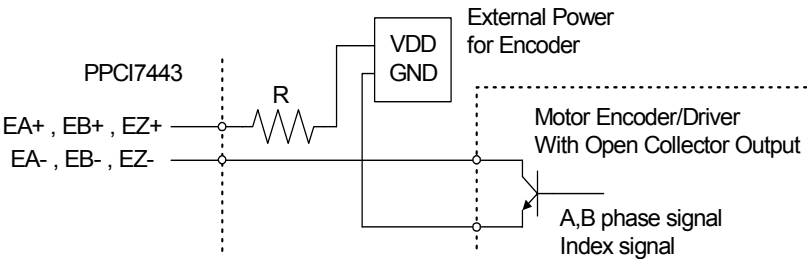 External Power
for Encoder
VDD
GND
PPCI7443
R
EA+ , EB+ , EZ+
EA- , EB- , EZ-
Motor Encoder/Driver
With Open Collector Output
A,B phase signal
Index signal